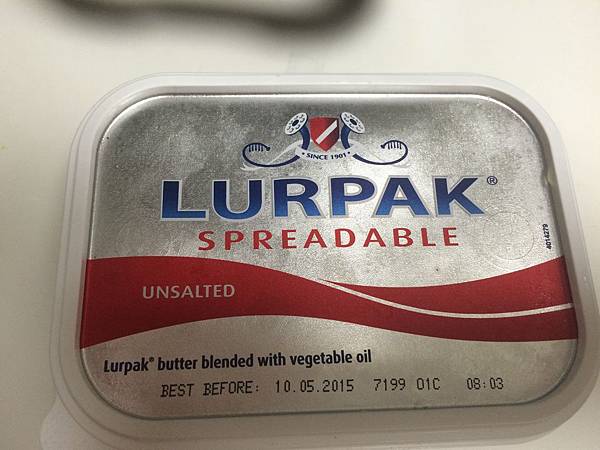 SINCE 1901
LURPAK®
SPREADABLE
4014279
UNSALTED
Lurpak® butter blended with vegetable oil
BEST BEFORE: 10.05.2015 7199 01C 08:03